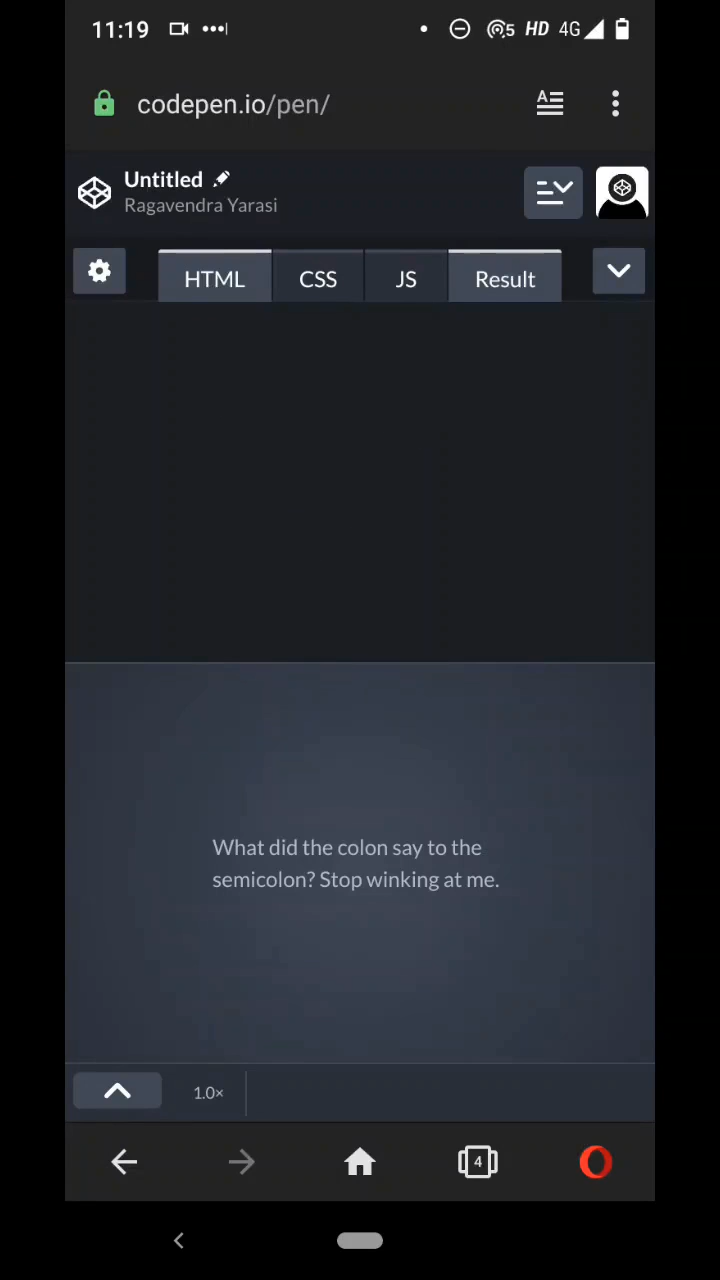 11:19
5 HD 4G
codepen.io/pen/
A
Untitled
Ragavendra Yarasi
HTML CSS JS Result
What did the colon say to the
semicolon? Stop winking at me.
1.0×
4